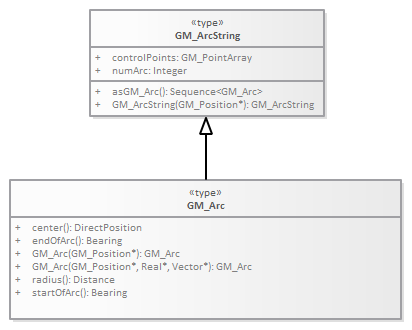 «type»
GM_ArcString
+ controlPoints: GM_PointArray
+ numArc: Integer
+ asGM_Arc(): Sequence<GM_Arc>
+ GM_ArcString(GM_Position*): GM_ArcString
«type»
GM_Arc
+ center(): DirectPosition
+ endOfArc(): Bearing
+ GM_Arc(GM_Position*): GM_Arc
+ GM_Arc(GM_Position*, Real*, Vector*): GM_Arc
+ radius(): Distance
+ startOfArc(): Bearing